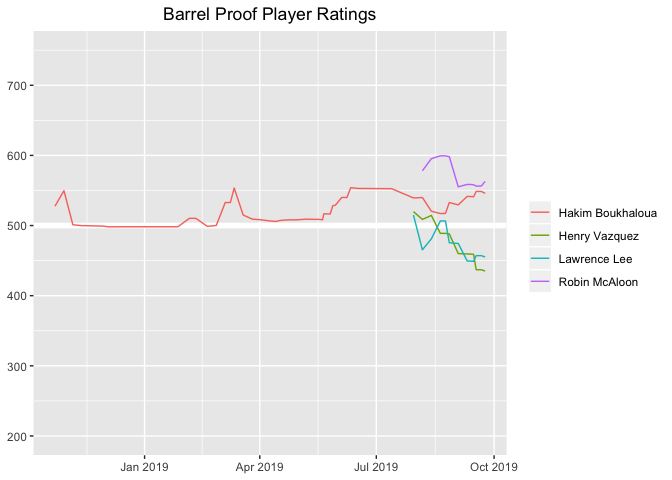 Barrel Proof Player Ratings
700
600
500
400
300
200
Jan 2019
Apr 2019
Jul 2019
Oct 2019
Hakim Boukhaloua
Henry Vazquez
Lawrence Lee
Robin McAloon